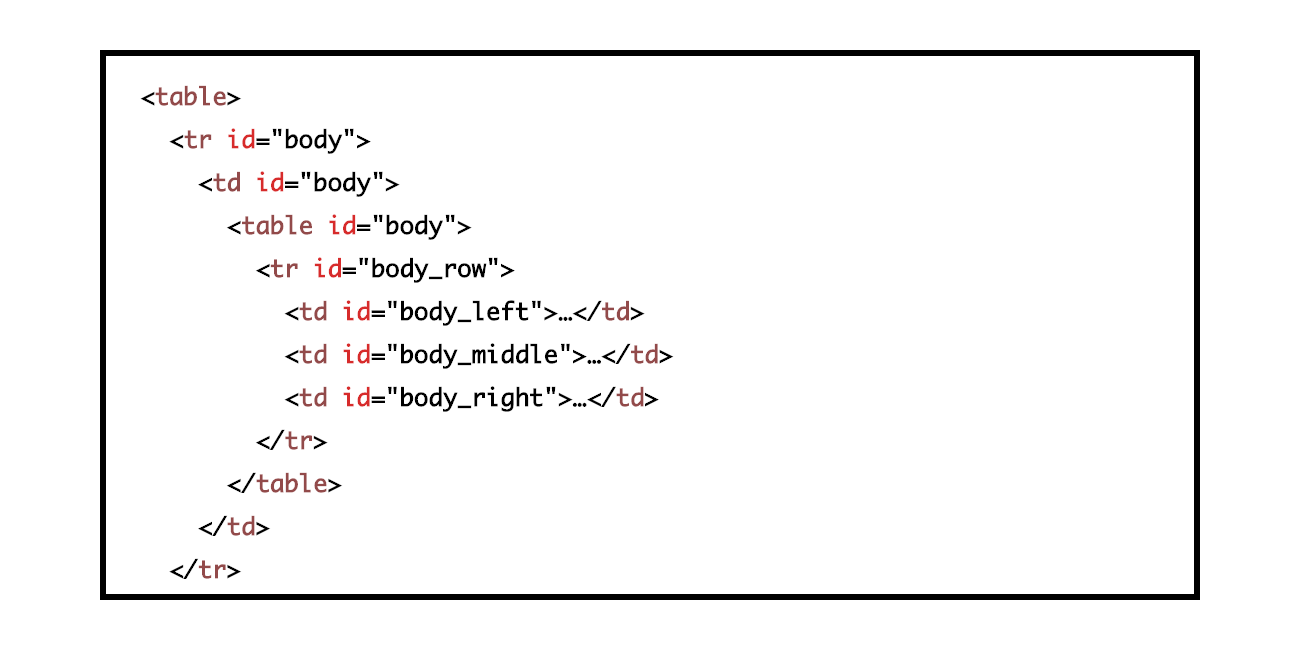 <table>
  <tr id="body">
    <td id="body">
      <table id="body">
        <tr id="body_row">
          <td id="body_left">…</td>
          <td id="body_middle">…</td>
          <td id="body_right">…</td>
        </tr>
      </table>
    </td>
  </tr>